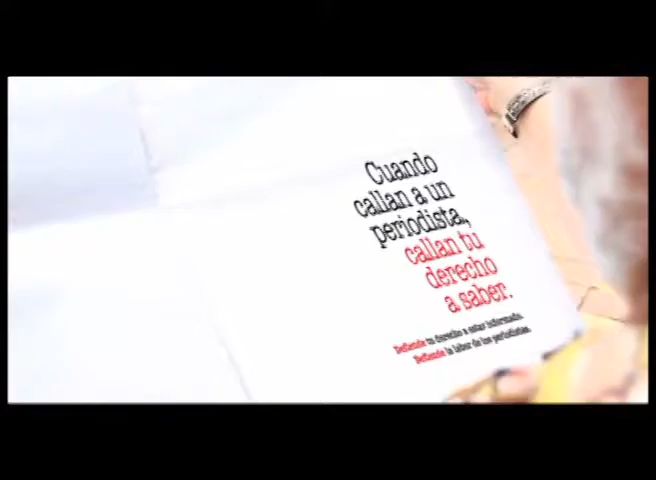 Cuando
callan a un
periodista,
callan tu
derecho
a saber.
Defiende tu derecho a estar informado.
Defiende la labor de los periodistas.